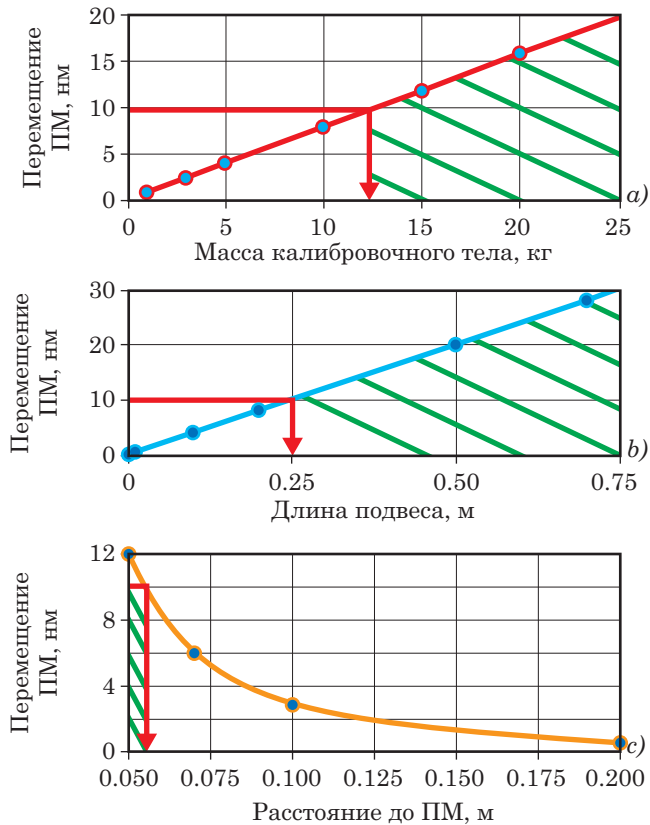 Перемещение
ПМ, нм
20
15
10
5
0
0
5
10
15
20
25
а)
Масса калибровочного тела, кг
Перемещение
ПМ, нм
30
20
10
0
0
0.25
0.50
0.75
b)
Длина подвеса, м
Перемещение
ПМ, нм
12
8
4
0
0.050
0.075
0.100
0.125
0.150
0.175
0.200
c)
Расстояние до ПМ, м